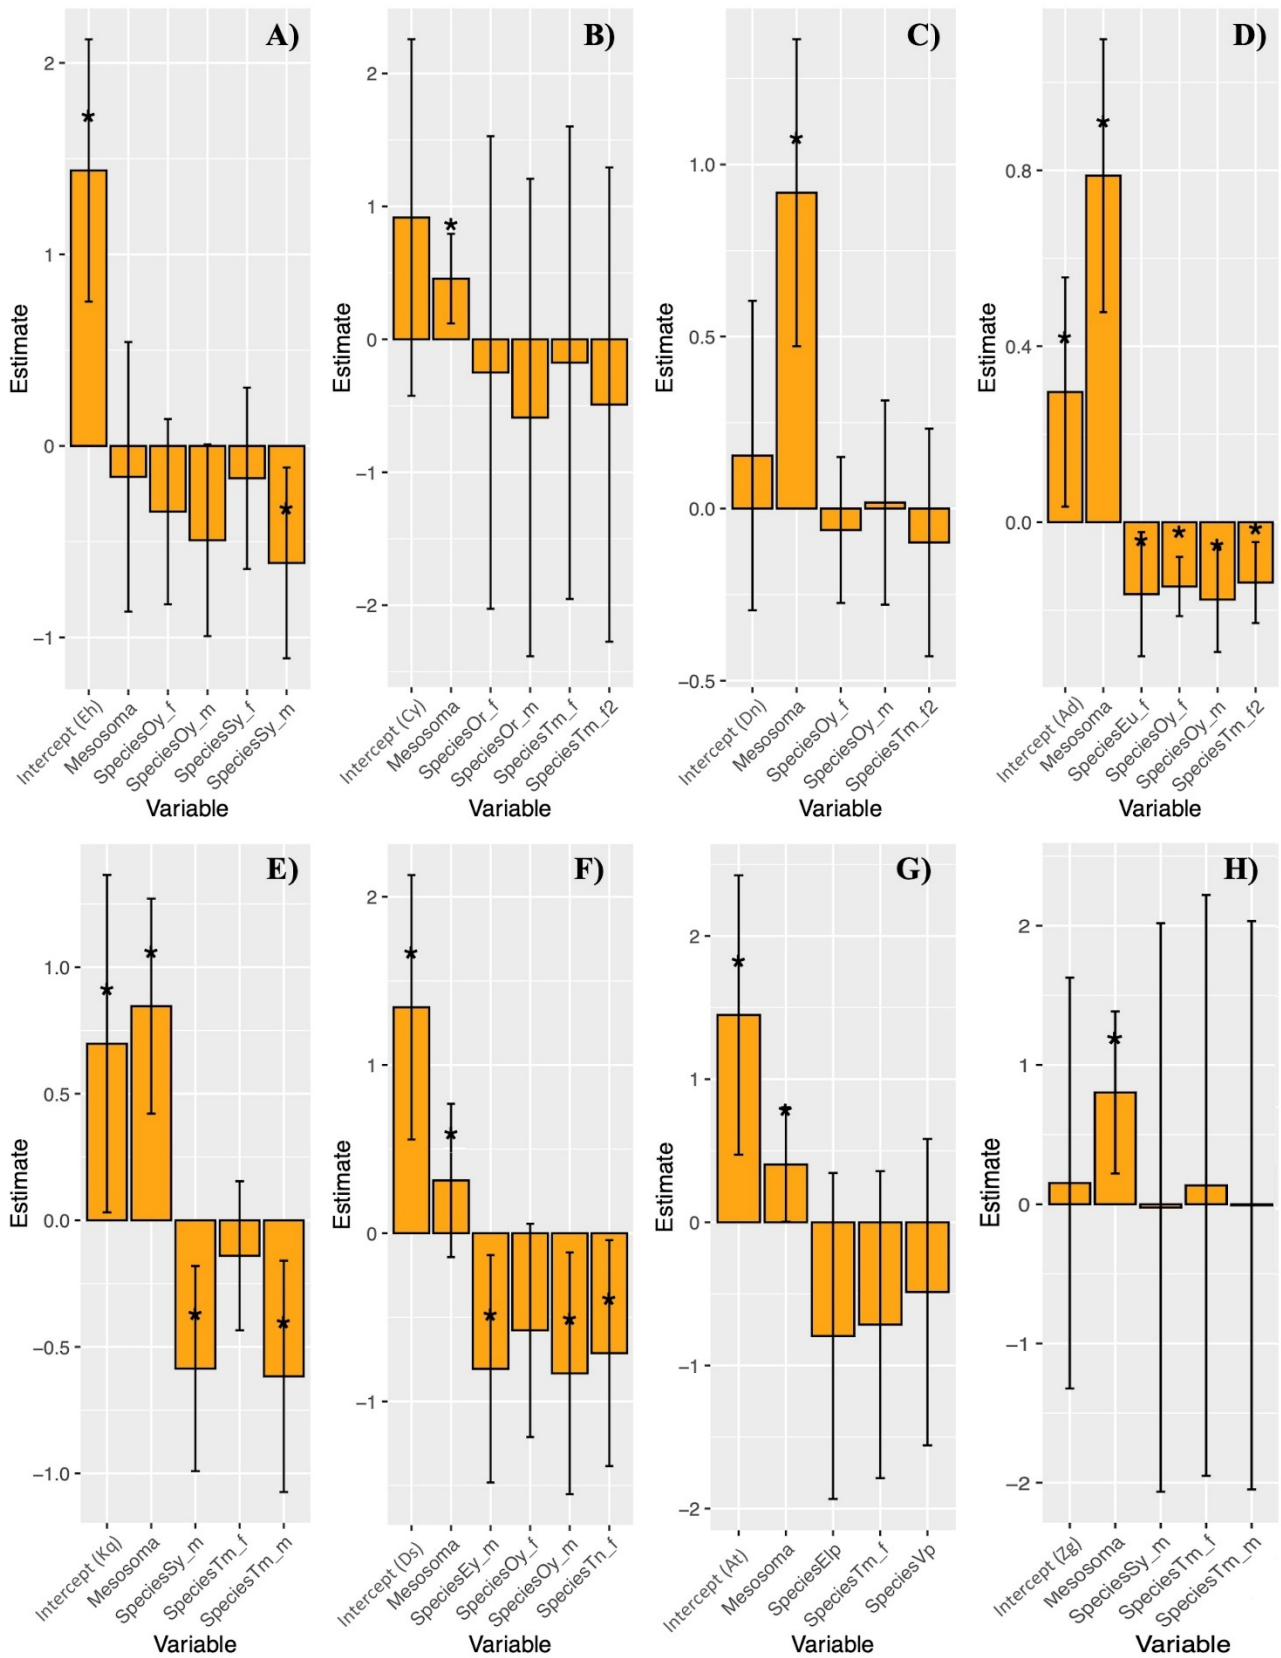 A)
Estimate
2
1
0
−1
Intercept (Eh)
Mesosoma
SpeciesOy_f
SpeciesOy_m
SpeciesSy_f
SpeciesSy_m
Variable
B)
Estimate
2
1
0
−1
−2
Intercept (Cy)
Mesosoma
SpeciesOr_f
SpeciesOr_m
SpeciesTm_f
SpeciesTm_f2
Variable
C)
Estimate
1.0
0.5
0.0
−0.5
Intercept (Dn)
Mesosoma
SpeciesOy_f
SpeciesOy_m
SpeciesTm_f2
Variable
D)
Estimate
0.8
0.4
0.0
Intercept (Ad)
Mesosoma
SpeciesEu_f
SpeciesOy_f
SpeciesOy_m
SpeciesTm_f2
Variable
E)
Estimate
1.0
0.5
0.0
−0.5
−1.0
Intercept (Kq)
Mesosoma
SpeciesSy_m
SpeciesTm_f
SpeciesTm_m
Variable
F)
Estimate
2
1
0
−1
Intercept (Ds)
Mesosoma
SpeciesEy_m
SpeciesOy_f
SpeciesOy_m
SpeciesTn_f
Variable
G)
Estimate
2
1
0
−1
−2
Intercept (At)
Mesosoma
SpeciesElp
SpeciesTm_f
SpeciesVp
Variable
H)
Estimate
2
1
0
−1
−2
Intercept (Zg)
Mesosoma
SpeciesSy_m
SpeciesTm_f
SpeciesTm_m
Variable